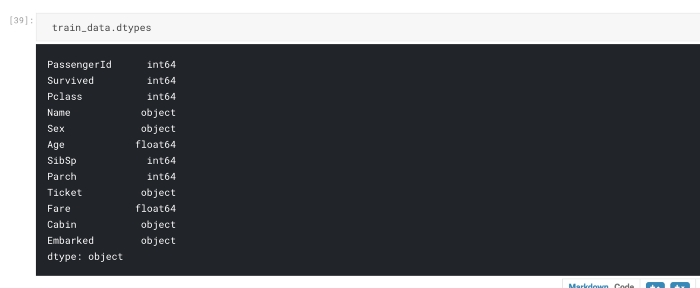 [39]:
train_data.dtypes
PassengerId int64
Survived int64
Pclass int64
Name object
Sex object
Age float64
SibSp int64
Parch int64
Ticket object
Fare float64
Cabin object
Embarked object
dtype: object
Markdown Code